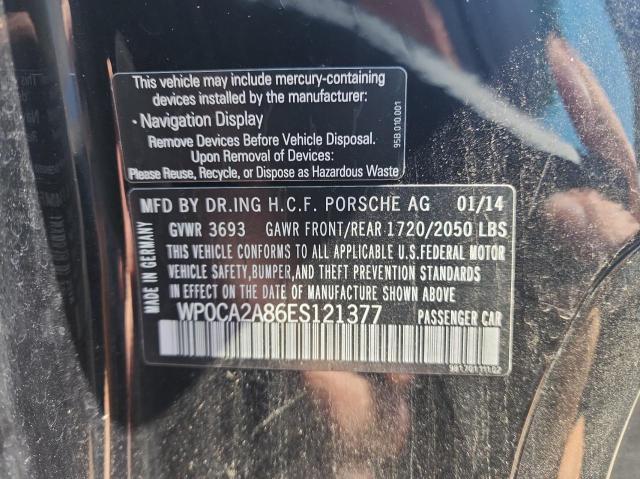 This vehicle may include mercury-containing
devices installed by the manufacturer:
• Navigation Display
Remove Devices Before Vehicle Disposal.
Upon Removal of Devices:
Please Reuse, Recycle, or Dispose as Hazardous Waste
95B.010.001
MFD BY DR.ING H.C.F. PORSCHE AG 01/14
GVWR 3693 GAWR FRONT/REAR 1720/2050 LBS
THIS VEHICLE CONFORMS TO ALL APPLICABLE U.S.FEDERAL MOTOR
VEHICLE SAFETY,BUMPER,AND THEFT PREVENTION STANDARDS
IN EFFECT ON THE DATE OF MANUFACTURE SHOWN ABOVE
WP0CA2A86ES121377 PASSENGER CAR
MADE IN GERMANY